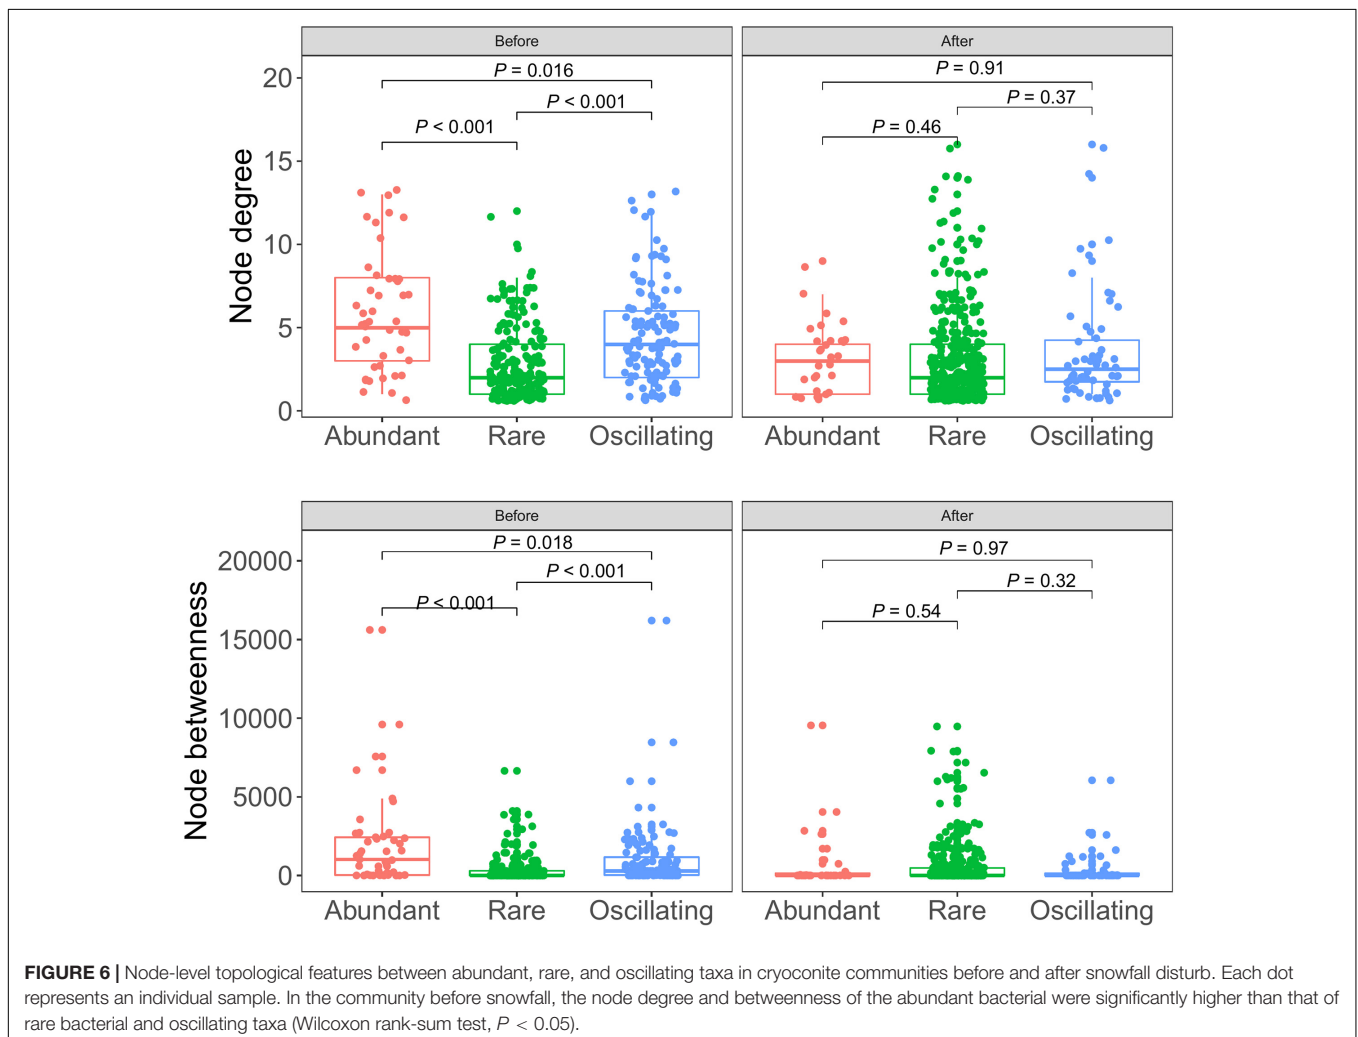 Before
After
P = 0.016
P < 0.001
P < 0.001
P = 0.91
P = 0.37
P = 0.46
Node degree
20
15
10
5
0
Abundant Rare Oscillating
Abundant Rare Oscillating
Before
After
P = 0.018
P < 0.001
P < 0.001
P = 0.97
P = 0.32
P = 0.54
Node betweenness
20000
15000
10000
5000
0
Abundant Rare Oscillating
Abundant Rare Oscillating
FIGURE 6 | Node-level topological features between abundant, rare, and oscillating taxa in cryoconite communities before and after snowfall disturb. Each dot
represents an individual sample. In the community before snowfall, the node degree and betweenness of the abundant bacterial were significantly higher than that of
rare bacterial and oscillating taxa (Wilcoxon rank-sum test, P < 0.05).